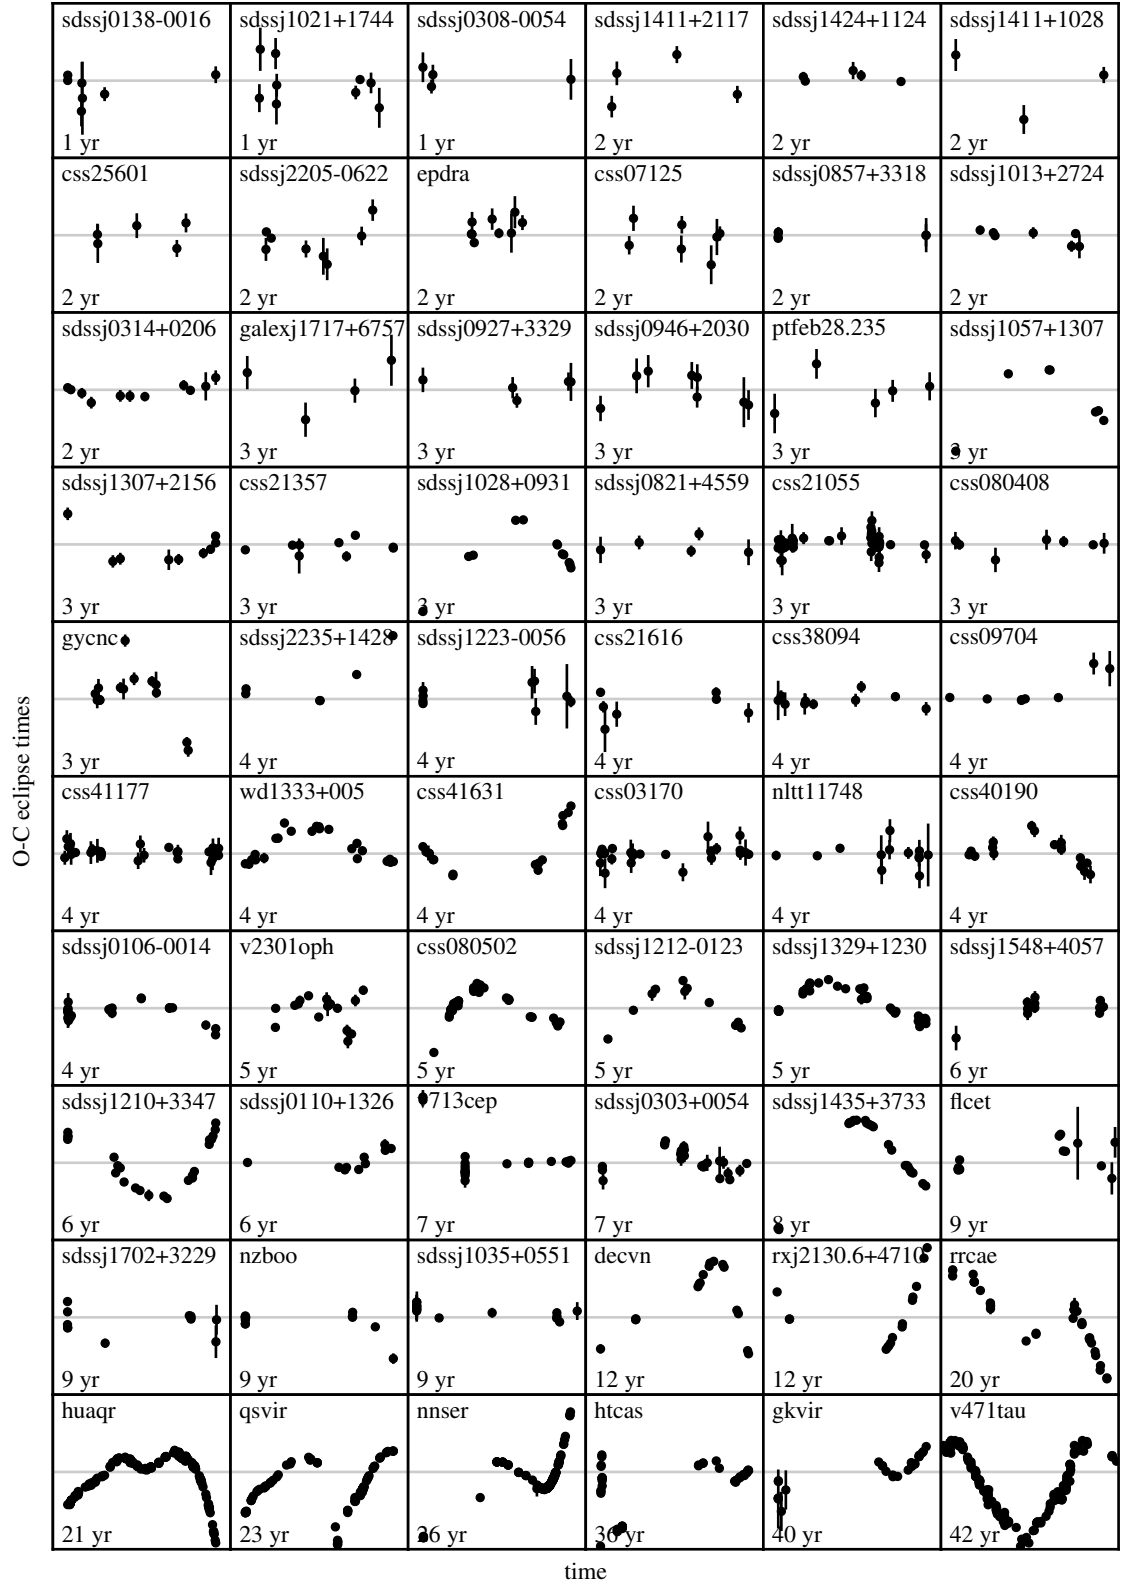 sdssj0138-0016 sdssj1021+1744 sdssj0308-0054 sdssj1411+2117 sdssj1424+1124 sdssj1411+1028
1 yr 1 yr 1 yr 2 yr 2 yr 2 yr
css25601 sdssj2205-0622 epdra css07125 sdssj0857+3318 sdssj1013+2724
2 yr 2 yr 2 yr 2 yr 2 yr 2 yr
sdssj0314+0206 galexj1717+6757 sdssj0927+3329 sdssj0946+2030 ptfeb28.235 sdssj1057+1307
2 yr 3 yr 3 yr 3 yr 3 yr 3 yr
sdssj1307+2156 css21357 sdssj1028+0931 sdssj0821+4559 css21055 css080408
3 yr 3 yr 3 yr 3 yr 3 yr 3 yr
gycnc sdssj2235+1428 sdssj1223-0056 css21616 css38094 css09704
3 yr 4 yr 4 yr 4 yr 4 yr 4 yr
css41177 wd1333+005 css41631 css03170 nltt11748 css40190
4 yr 4 yr 4 yr 4 yr 4 yr 4 yr
sdssj0106-0014 v2301oph css080502 sdssj1212-0123 sdssj1329+1230 sdssj1548+4057
4 yr 5 yr 5 yr 5 yr 5 yr 6 yr
sdssj1210+3347 sdssj0110+1326 v713cep sdssj0303+0054 sdssj1435+3733 flcet
6 yr 6 yr 7 yr 7 yr 8 yr 9 yr
sdssj1702+3229 nzboo sdssj1035+0551 decvn rxj2130.6+4710 rrcae
9 yr 9 yr 9 yr 12 yr 12 yr 20 yr
huaqr qsvir nnser htcas gkvir v471tau
21 yr 23 yr 26 yr 36 yr 40 yr 42 yr
O-C eclipse times
time